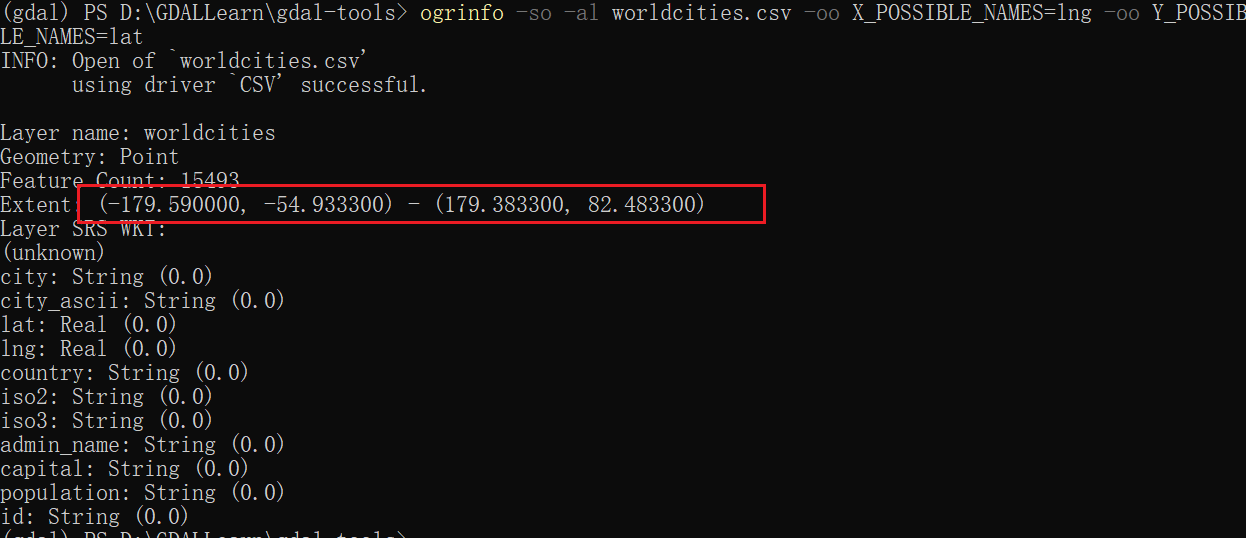 (gdal) PS D:\GDALLearn\gdal-tools> ogrinfo -so -al worldcities.csv -oo X_POSSIBLE_NAMES=lng -oo Y_POSSIB
LE_NAMES=lat
INFO: Open of `worldcities.csv'
      using driver `CSV' successful.
Layer name: worldcities
Geometry: Point
Feature Count: 15493
Extent: (-179.590000, -54.933300) - (179.383300, 82.483300)
Layer SRS WKT:
(unknown)
city: String (0.0)
city_ascii: String (0.0)
lat: Real (0.0)
lng: Real (0.0)
country: String (0.0)
iso2: String (0.0)
iso3: String (0.0)
admin_name: String (0.0)
capital: String (0.0)
population: String (0.0)
id: String (0.0)
(gdal) PS D:\GDALLearn\gdal-tools>